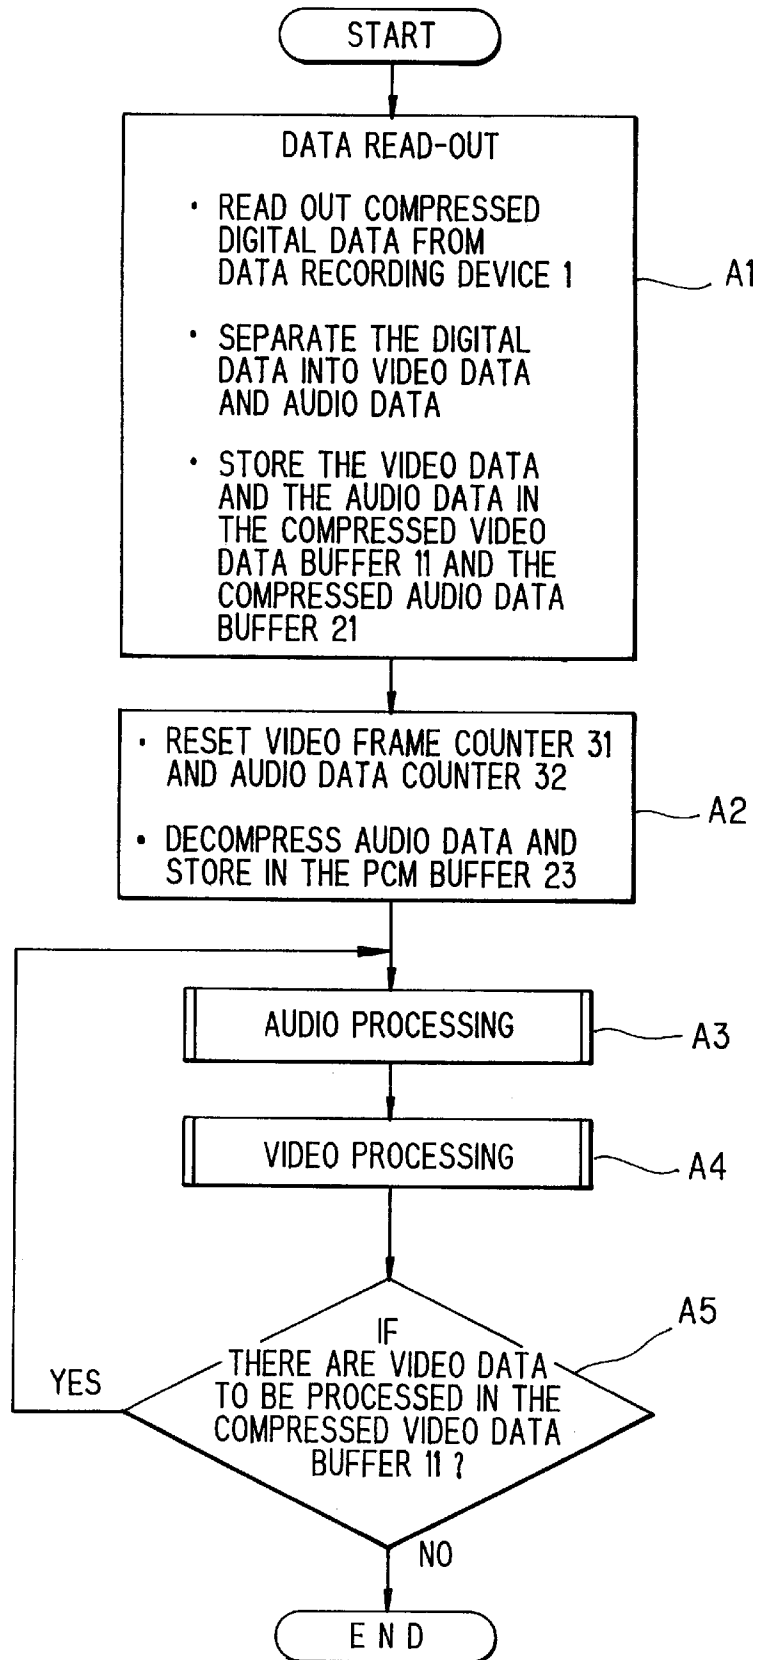 START
DATA READ-OUT
· READ OUT COMPRESSED
DIGITAL DATA FROM
DATA RECORDING DEVICE 1
A1
· SEPARATE THE DIGITAL
DATA INTO VIDEO DATA
AND AUDIO DATA
· STORE THE VIDEO DATA
AND THE AUDIO DATA IN
THE COMPRESSED VIDEO
DATA BUFFER 11 AND THE
COMPRESSED AUDIO DATA
BUFFER 21
· RESET VIDEO FRAME COUNTER 31
AND AUDIO DATA COUNTER 32
A2
· DECOMPRESS AUDIO DATA AND
STORE IN THE PCM BUFFER 23
AUDIO PROCESSING
A3
VIDEO PROCESSING
A4
A5
IF
THERE ARE VIDEO DATA
TO BE PROCESSED IN THE
COMPRESSED VIDEO DATA
BUFFER 11 ?
YES
NO
END